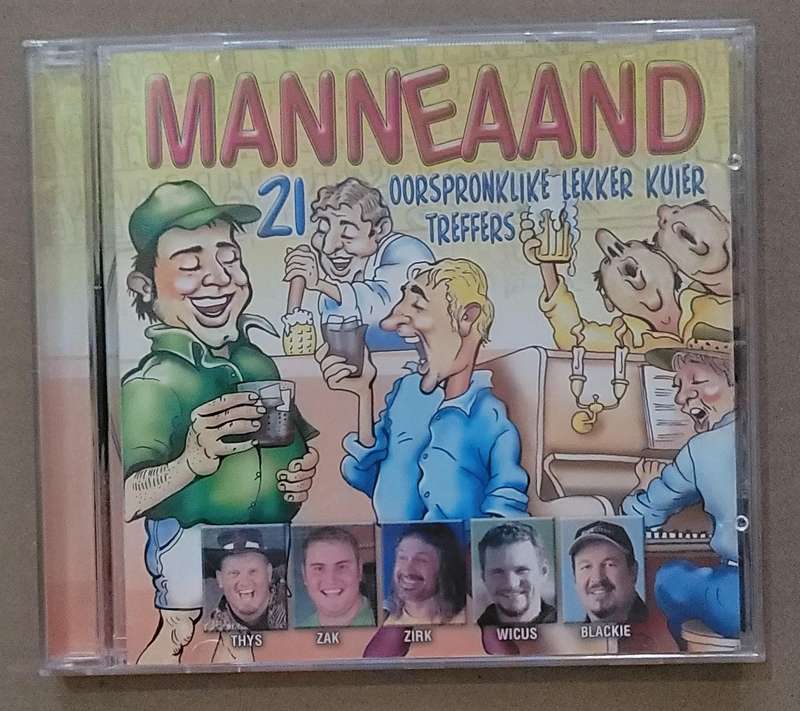 MANNEAAND
21 OORSPRONKLIKE LEKKER KUIER
TREFFERS
THYS ZAK ZIRK WICUS BLACKIE